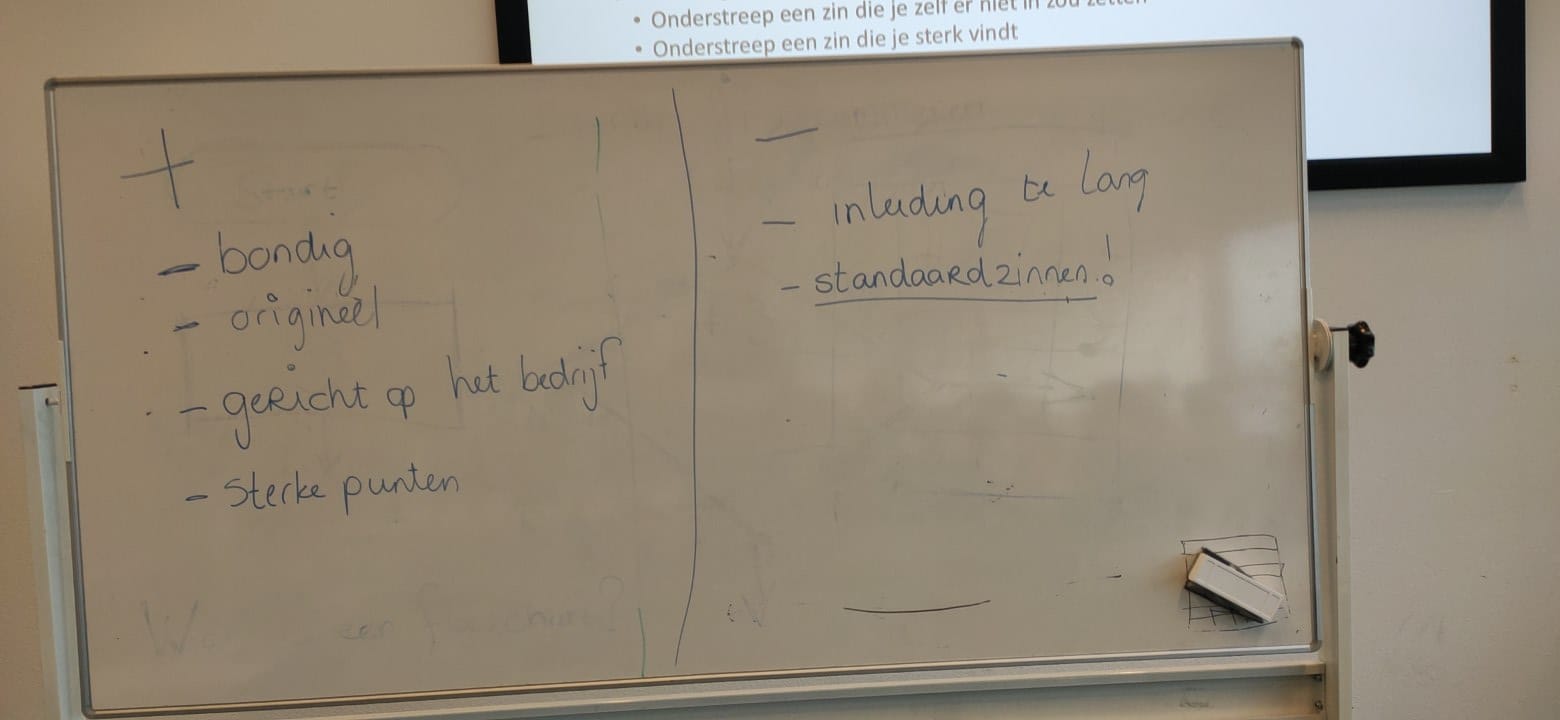 • Onderstreep een zin die je zelf er niet in zou zetten
• Onderstreep een zin die je sterk vindt
+
- bondig
- origineel
- gericht op het bedrijf
- sterke punten
-
- inleiding te lang
- standaardzinnen!